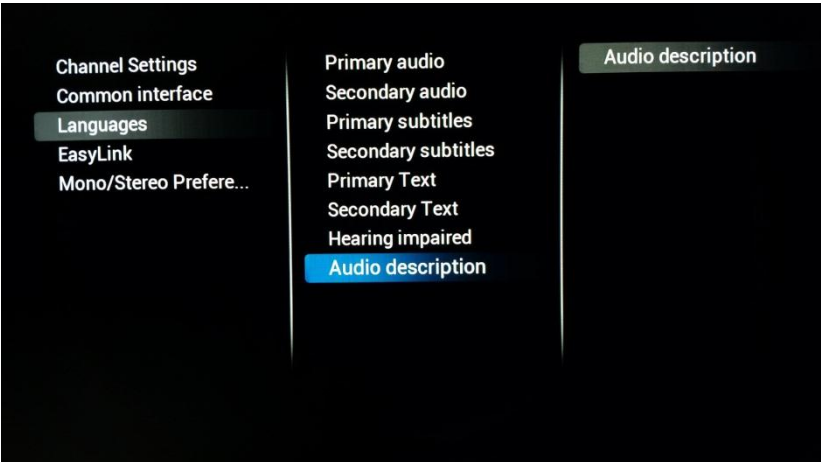 Channel Settings
Common interface
Languages
EasyLink
Mono/Stereo Prefere...
Primary audio
Secondary audio
Primary subtitles
Secondary subtitles
Primary Text
Secondary Text
Hearing impaired
Audio description
Audio description